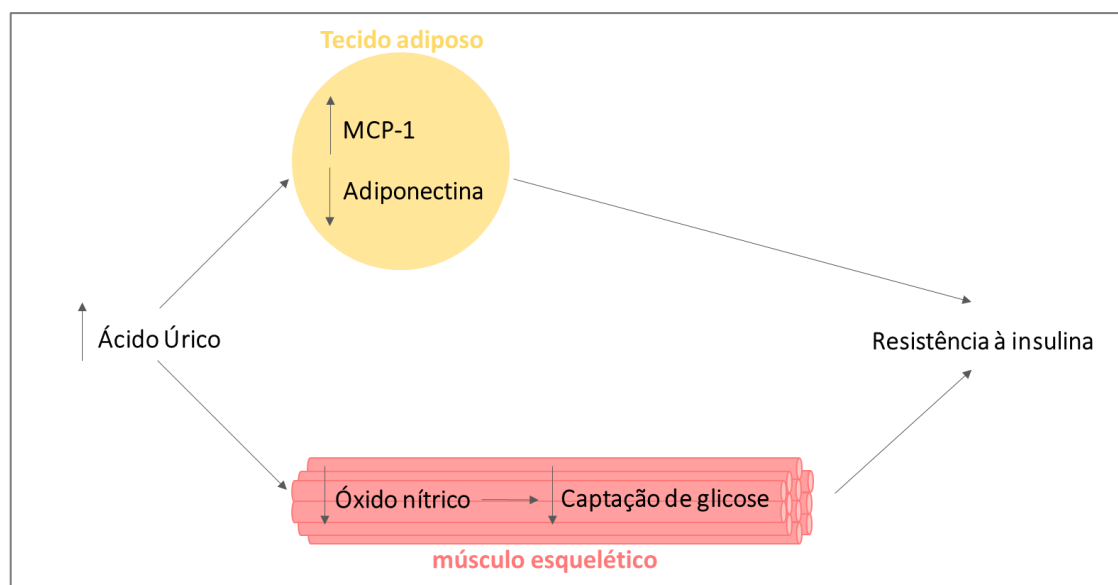 Tecido adiposo
MCP-1
Adiponectina
Ácido Úrico
Resistência à insulina
Óxido nítrico
Captação de glicose
músculo esquelético